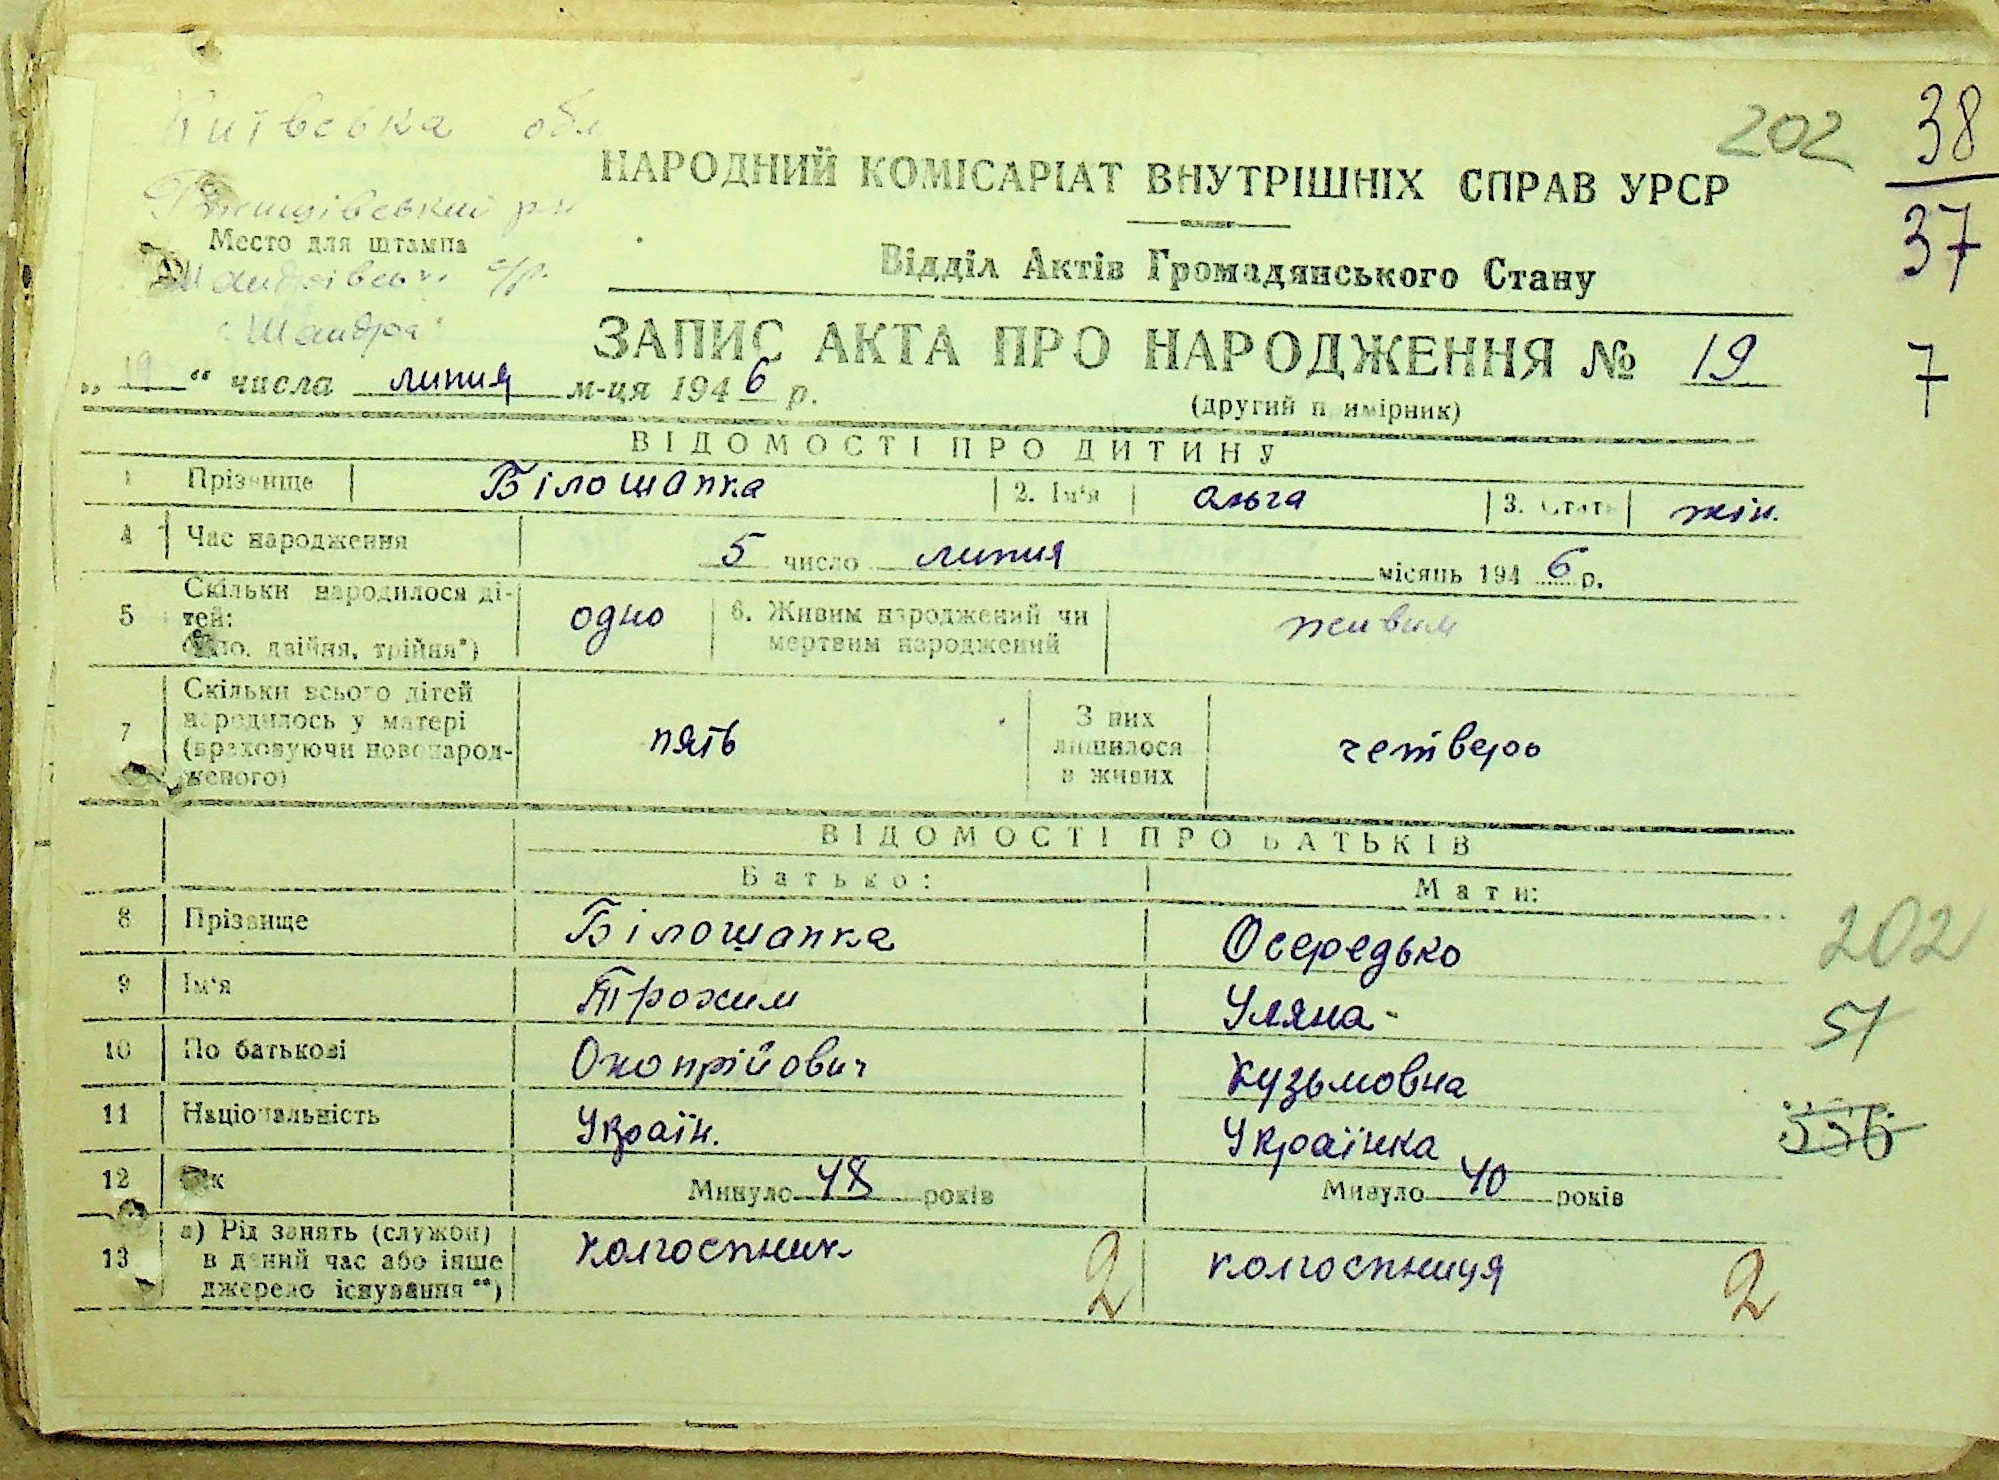 Київська обл
202
38
НАРОДНИЙ КОМІСАРІАТ ВНУТРІШНІХ СПРАВ УРСР
37
Ржищівський р-н
Место для штампа
Відділ Актів Громадянського Стану
Шандрівськ с/р.
с. Шандра
ЗАПИС АКТА ПРО НАРОДЖЕННЯ № 19
7
„ 19 “ числа липня м-ця 1946 р.
(другий примірник)
ВІДОМОСТІ ПРО ДИТИНУ
1 Прізвище Білошапка 2. Ім'я Ольга 3. Стать жін.
4 Час народження 5 число липня місяць 1946 р.
5 Скільки народилося ді-
тей:
одно, двійня, трійня*)
одно
6. Живим народжений чи
мертвим народжений
живим
7 Скільки всього дітей
народилось у матері
(враховуючи новонарод-
женого)
пять
З них
лишилося
в живих
четверо
ВІДОМОСТІ ПРО БАТЬКІВ
Батько: Мати:
8 Прізвище Білошапка Осередько 202
9 Ім'я Трохим Уляна 51
10 По батькові Онопрійович Кузьмовна
11 Національність Україн. Українка 556
12 Вік Минуло 48 років Минуло 40 років
13 а) Рід занять (служби)
в даний час або інше
джерело існування **)
колгоспник 2 колгоспниця 2